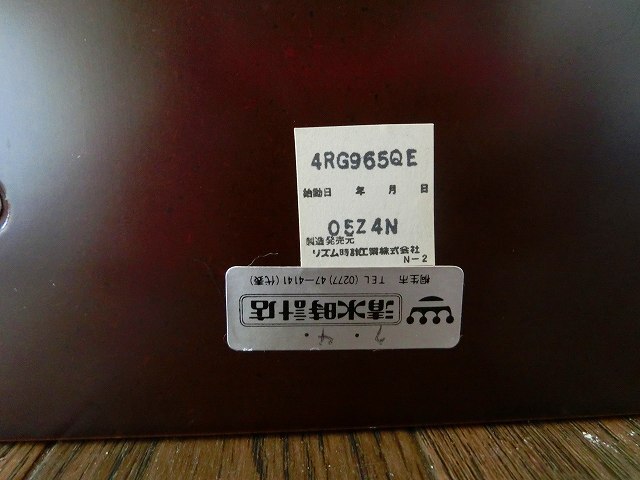 4RG965QE
始動日 年 月 日
05Z4N
製造発売元
リズム時計工業株式会社
N-2
桐生市 TEL (0277) 47-4141 (代表)
清水時計店